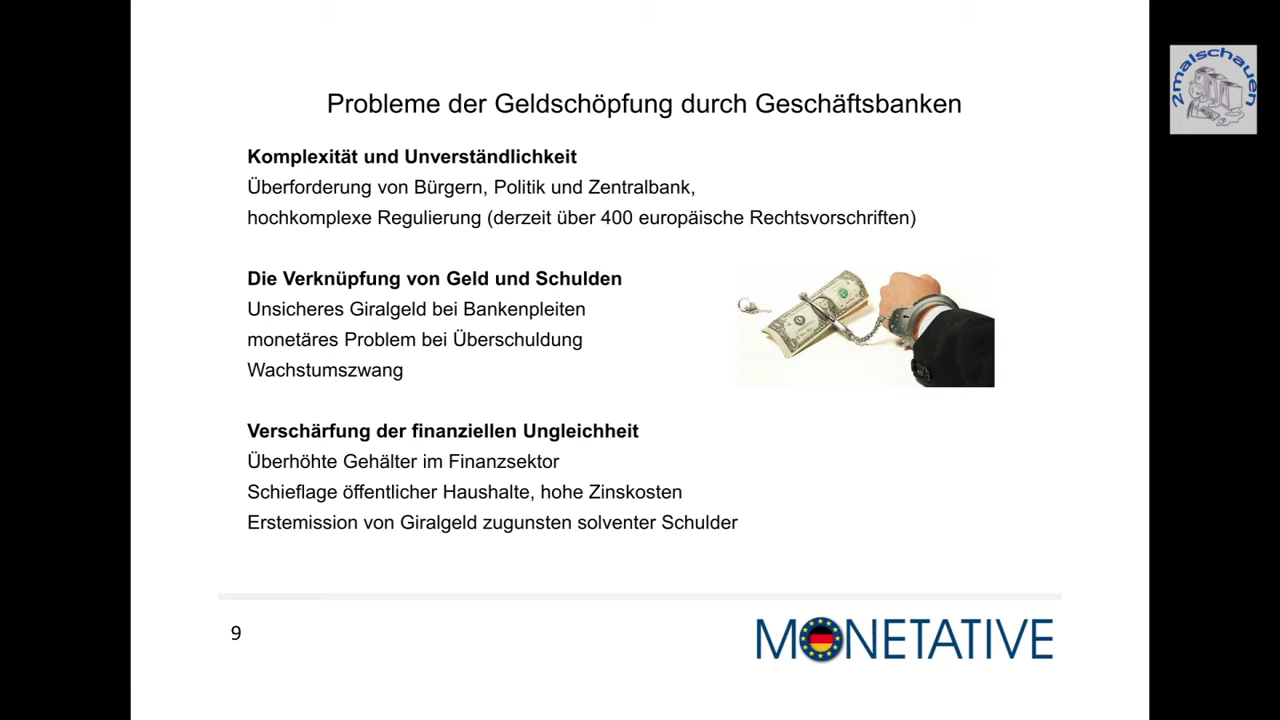 2malschauen
Probleme der Geldschöpfung durch Geschäftsbanken
Komplexität und Unverständlichkeit
Überforderung von Bürgern, Politik und Zentralbank,
hochkomplexe Regulierung (derzeit über 400 europäische Rechtsvorschriften)
Die Verknüpfung von Geld und Schulden
Unsicheres Giralgeld bei Bankenpleiten
monetäres Problem bei Überschuldung
Wachstumszwang
Verschärfung der finanziellen Ungleichheit
Überhöhte Gehälter im Finanzsektor
Schieflage öffentlicher Haushalte, hohe Zinskosten
Erstemission von Giralgeld zugunsten solventer Schulder
9
MONETATIVE